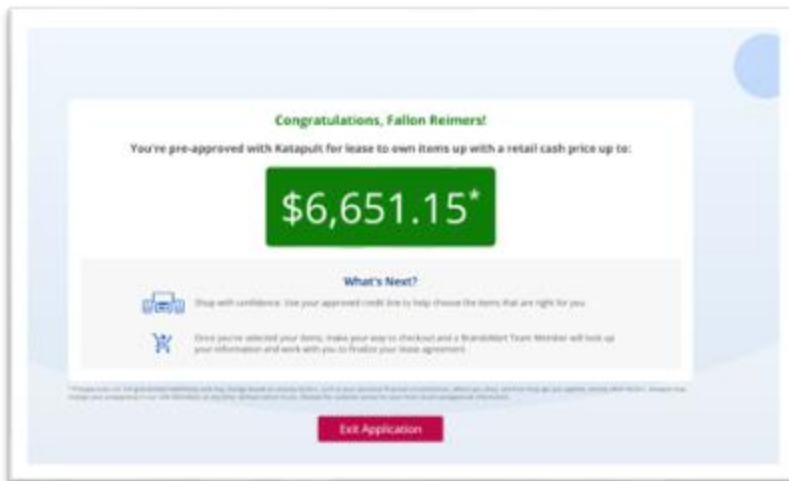 Congratulations, Fallon Reimers!
You're pre-approved with Katapult for lease to own items up with a retail cash price up to:
$6,651.15*
What's Next?
Shop with confidence. Use your approved credit line to help choose the items that are right for you.
Once you've selected your items, make your way to checkout and a BrandsMart Team Member will look up
your information and work with you to finalize your lease agreement.
Exit Application